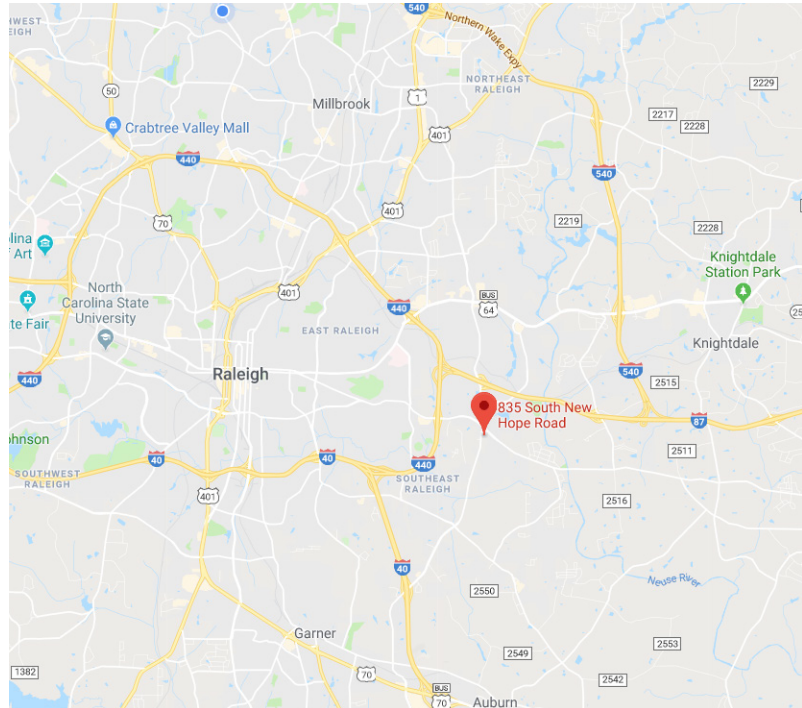 540
Northern Wake Expy
NORTHEAST
RALEIGH
2229
50
1
Millbrook
2217
2228
Crabtree Valley Mall
401
440
540
70
401
2219
2228
f Art
Knightdale
Station Park
North
Carolina State
University
401
BUS
64
440
EAST RALEIGH
Knightdale
Raleigh
440
540
2515
835 South New
Hope Road
87
2511
40
40
440
SOUTHWEST
RALEIGH
SOUTHEAST
RALEIGH
401
2516
40
Neuse River
2550
Garner
2553
2549
1382
70
2542
BUS
70
Auburn